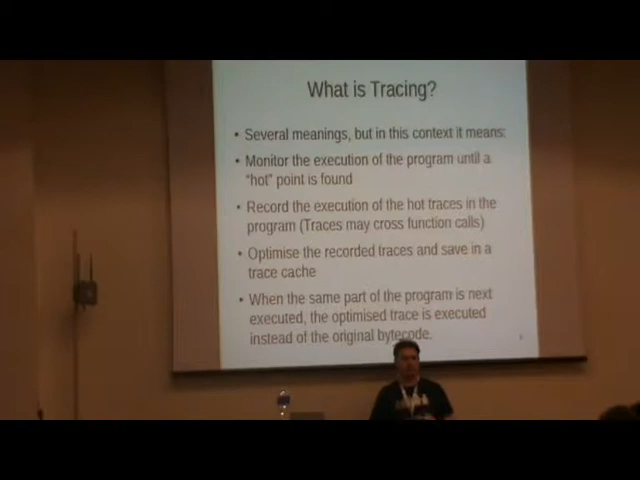 What is Tracing?
• Several meanings, but in this context it means:
• Monitor the execution of the program until a
"hot" point is found
• Record the execution of the hot traces in the
program (Traces may cross function calls)
• Optimise the recorded traces and save in a
trace cache
• When the same part of the program is next
executed, the optimised trace is executed
instead of the original bytecode.